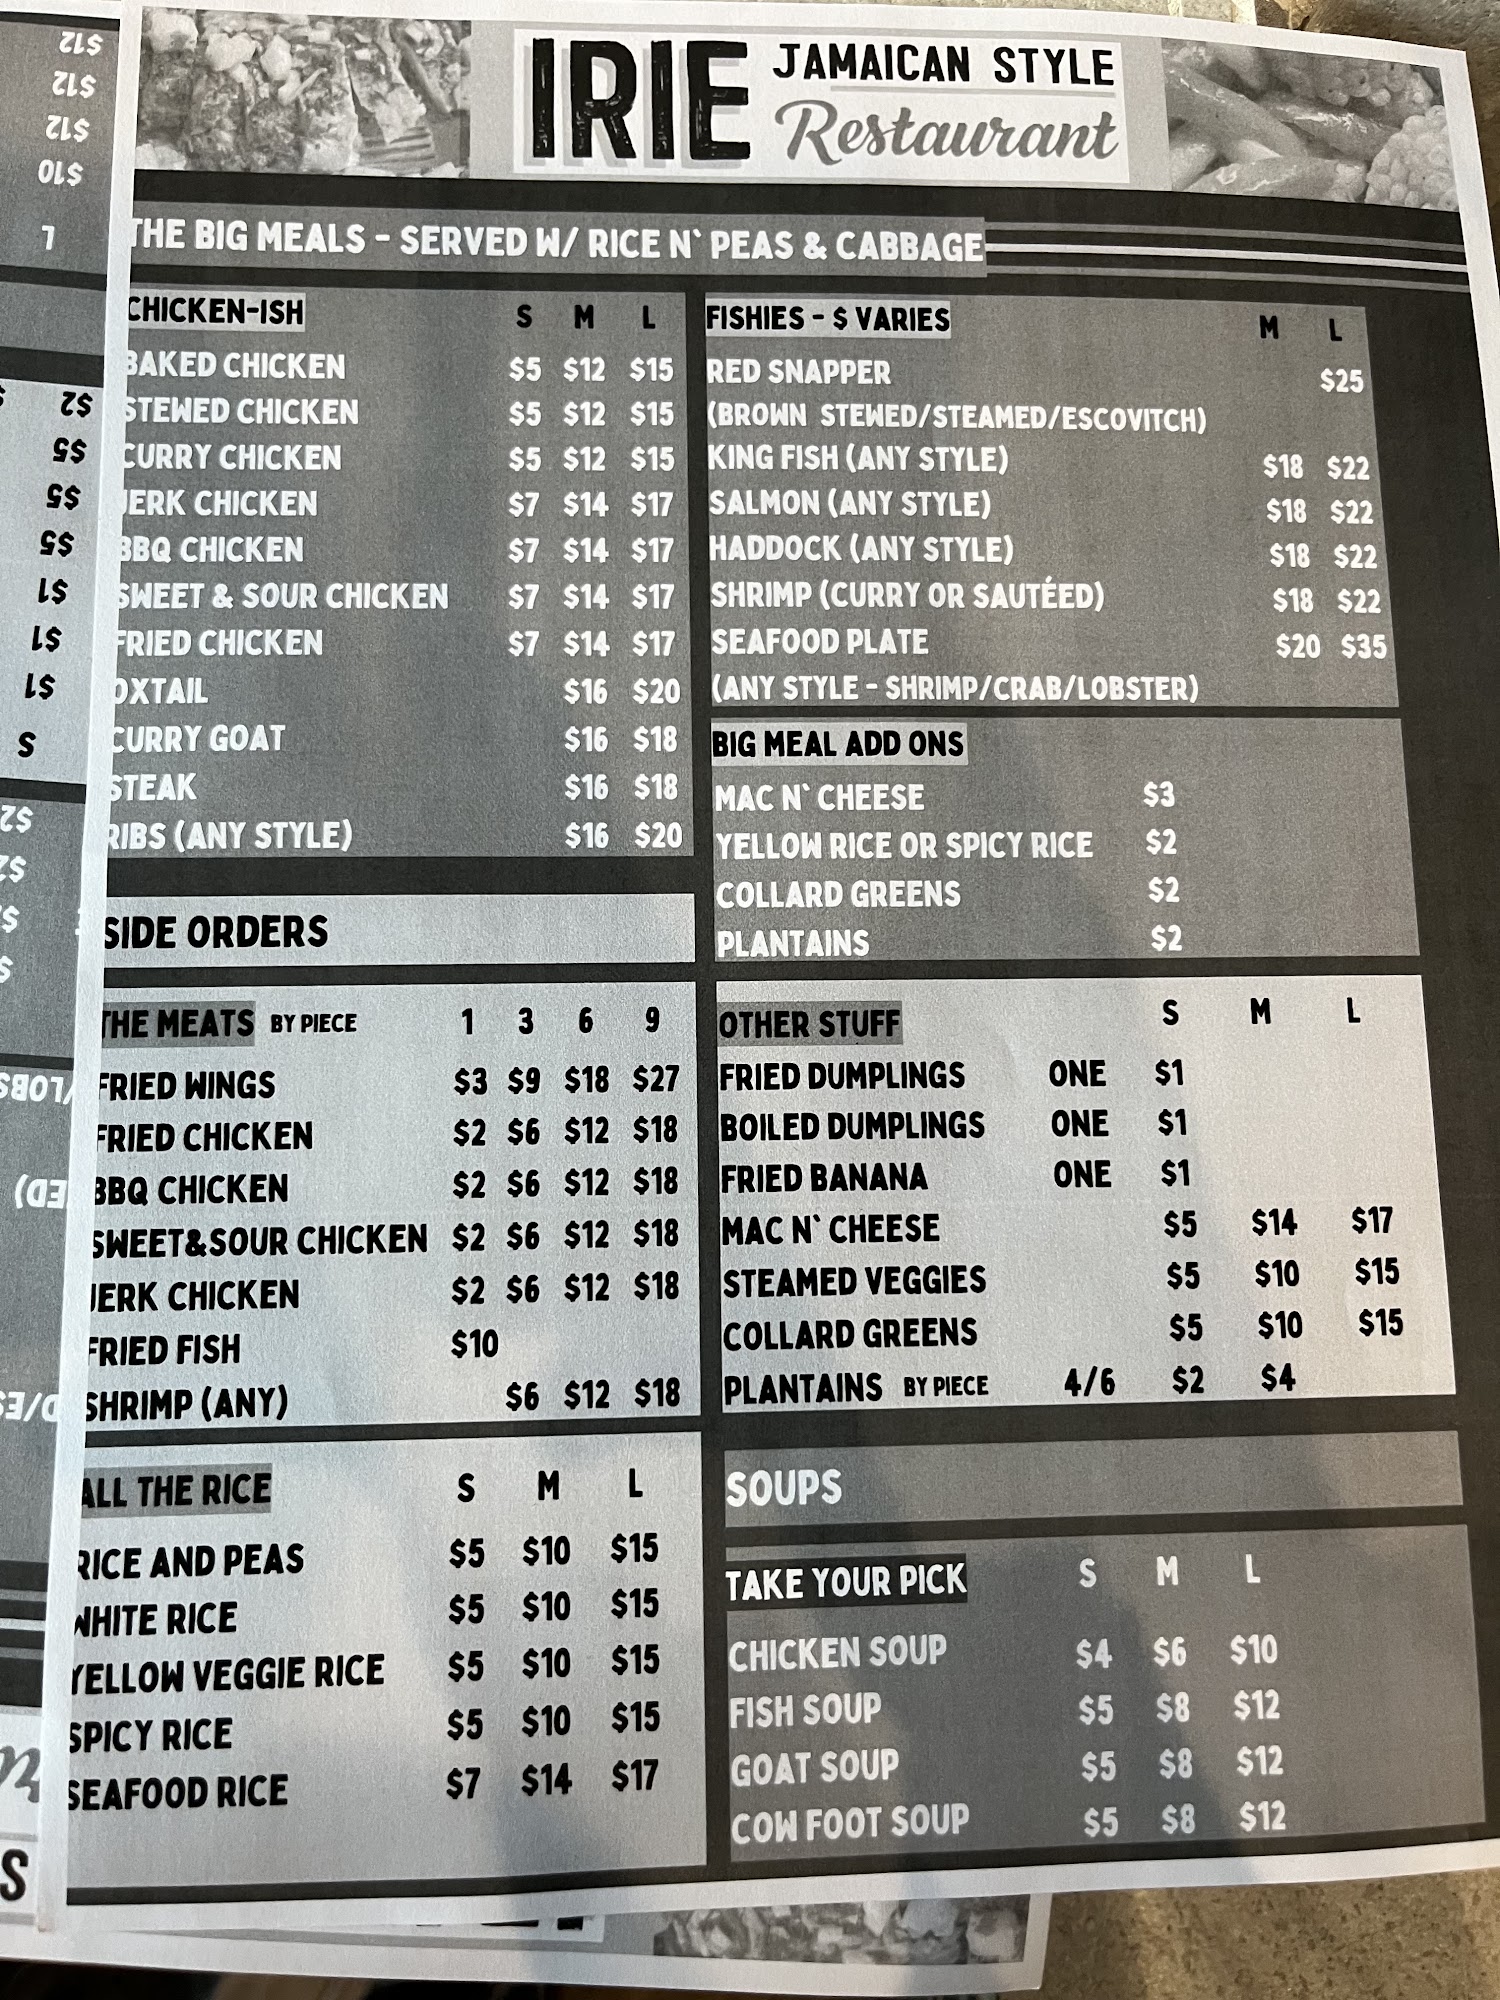 IRIE JAMAICAN STYLE
Restaurant
THE BIG MEALS - SERVED W/ RICE N` PEAS & CABBAGE
CHICKEN-ISH S M L
BAKED CHICKEN $5 $12 $15
STEWED CHICKEN $5 $12 $15
CURRY CHICKEN $5 $12 $15
JERK CHICKEN $7 $14 $17
BBQ CHICKEN $7 $14 $17
SWEET & SOUR CHICKEN $7 $14 $17
FRIED CHICKEN $7 $14 $17
OXTAIL $16 $20
CURRY GOAT $16 $18
STEAK $16 $18
RIBS (ANY STYLE) $16 $20
FISHIES - $ VARIES M L
RED SNAPPER $25
(BROWN STEWED/STEAMED/ESCOVITCH)
KING FISH (ANY STYLE) $18 $22
SALMON (ANY STYLE) $18 $22
HADDOCK (ANY STYLE) $18 $22
SHRIMP (CURRY OR SAUTÉED) $18 $22
SEAFOOD PLATE $20 $35
(ANY STYLE - SHRIMP/CRAB/LOBSTER)
BIG MEAL ADD ONS
MAC N` CHEESE $3
YELLOW RICE OR SPICY RICE $2
COLLARD GREENS $2
PLANTAINS $2
SIDE ORDERS
THE MEATS BY PIECE 1 3 6 9
FRIED WINGS $3 $9 $18 $27
FRIED CHICKEN $2 $6 $12 $18
BBQ CHICKEN $2 $6 $12 $18
SWEET&SOUR CHICKEN $2 $6 $12 $18
JERK CHICKEN $2 $6 $12 $18
FRIED FISH $10
SHRIMP (ANY) $6 $12 $18
OTHER STUFF S M L
FRIED DUMPLINGS ONE $1
BOILED DUMPLINGS ONE $1
FRIED BANANA ONE $1
MAC N` CHEESE $5 $14 $17
STEAMED VEGGIES $5 $10 $15
COLLARD GREENS $5 $10 $15
PLANTAINS BY PIECE 4/6 $2 $4
ALL THE RICE S M L
RICE AND PEAS $5 $10 $15
WHITE RICE $5 $10 $15
YELLOW VEGGIE RICE $5 $10 $15
SPICY RICE $5 $10 $15
SEAFOOD RICE $7 $14 $17
SOUPS
TAKE YOUR PICK S M L
CHICKEN SOUP $4 $6 $10
FISH SOUP $5 $8 $12
GOAT SOUP $5 $8 $12
COW FOOT SOUP $5 $8 $12
$12
$12
$12
$10
L
$2
$5
$5
$5
$1
$1
$1
S